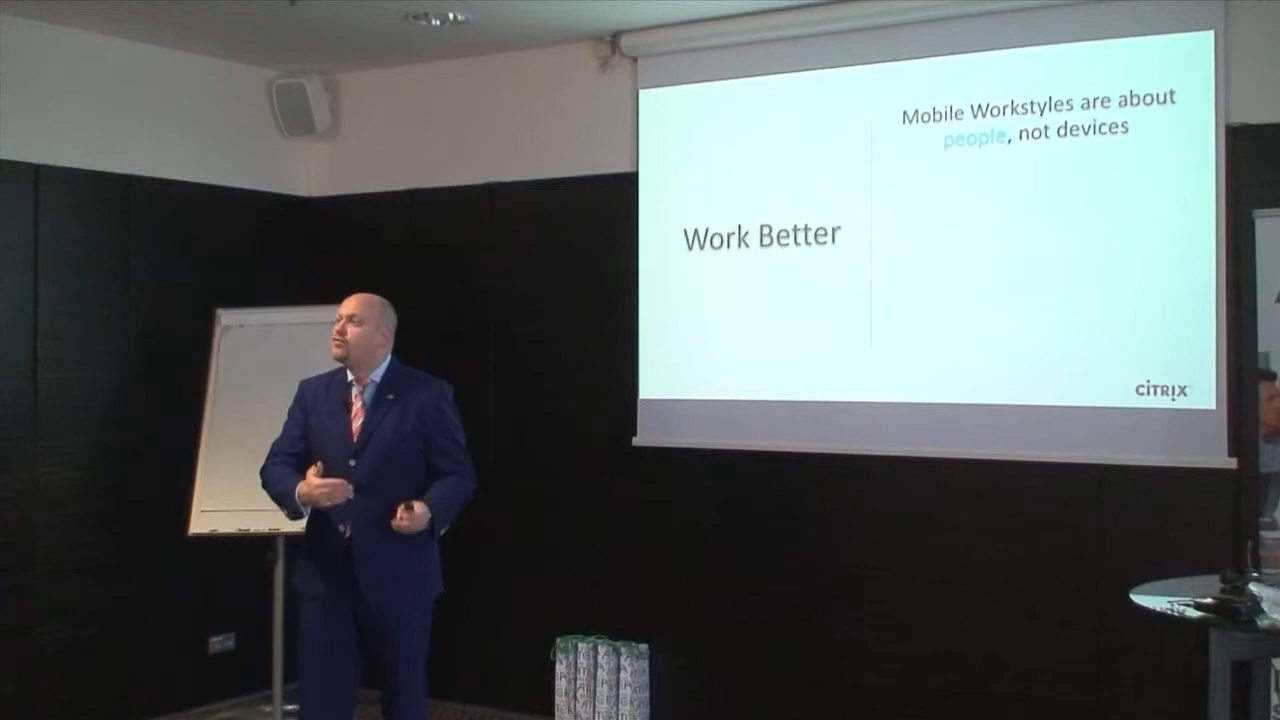 Mobile Workstyles are about
people, not devices
Work Better
CITRIX